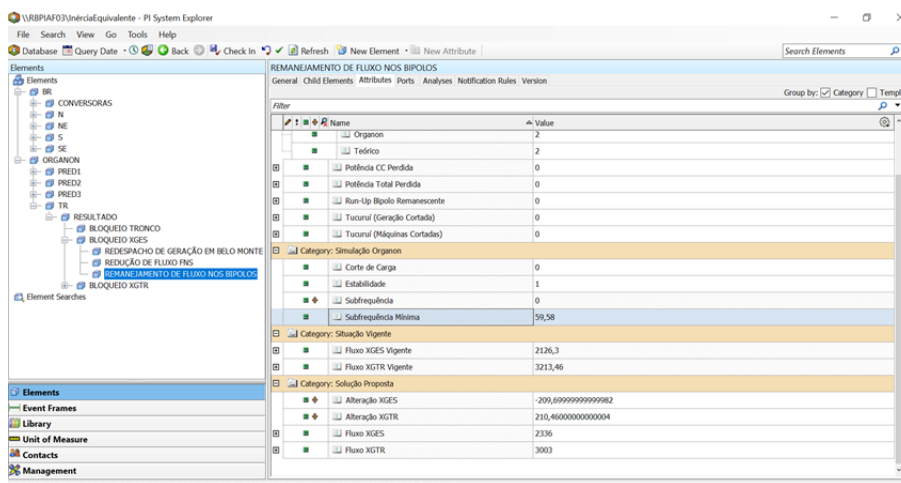 \\RBPIAF03\InérciaEquivalente - PI System Explorer
File Search View Go Tools Help
Database Query Date Back Check In Refresh New Element New Attribute Search Elements
Elements
Elements
BR
CONVERSORAS
N
NE
S
SE
ORGANON
PRED1
PRED2
PRED3
TR
RESULTADO
BLOQUEIO TRONCO
BLOQUEIO XGES
REDESPACHO DE GERAÇÃO EM BELO MONTE
REDUÇÃO DE FLUXO FNS
REMANEJAMENTO DE FLUXO NOS BIPOLOS
BLOQUEIO XGTR
Element Searches
Elements
Event Frames
Library
Unit of Measure
Contacts
Management
REMANEJAMENTO DE FLUXO NOS BIPOLOS
General Child Elements Attributes Ports Analyses Notification Rules Version
Group by: Category Templ
Filter
Name Value
Organon 2
Teórico 2
Potência CC Perdida 0
Potência Total Perdida 0
Run-Up Bipolo Remanescente 0
Tucuruí (Geração Cortada) 0
Tucuruí (Máquinas Cortadas) 0
Category: Simulação Organon
Corte de Carga 0
Estabilidade 1
Subfrequência 0
Subfrequência Mínima 59,58
Category: Situação Vigente
Fluxo XGES Vigente 2126,3
Fluxo XGTR Vigente 3213,46
Category: Solução Proposta
Alteração XGES -209,69999999999982
Alteração XGTR 210,46000000000004
Fluxo XGES 2336
Fluxo XGTR 3003